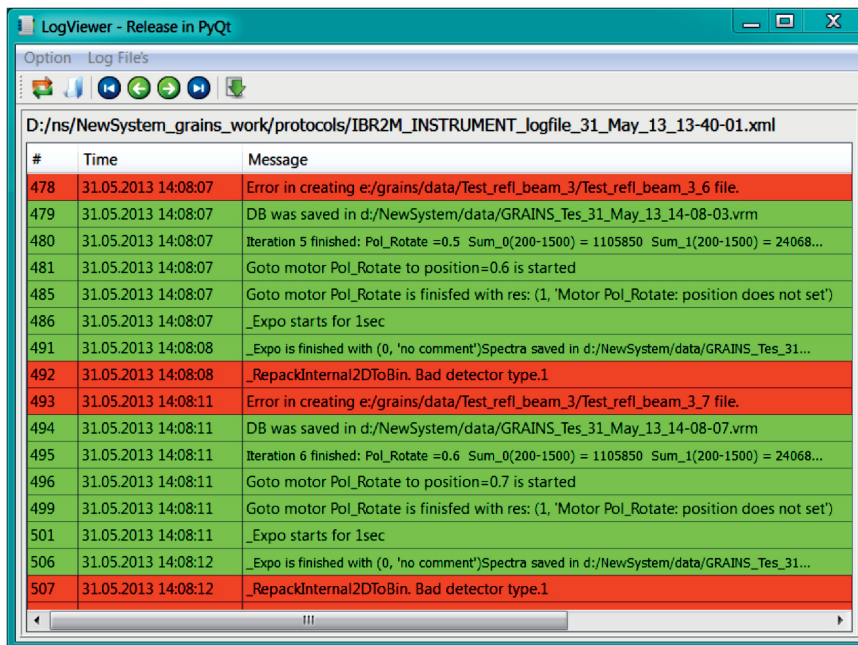 LogViewer - Release in PyQt
Option Log File's
D:/ns/NewSystem_grains_work/protocols/IBR2M_INSTRUMENT_logfile_31_May_13_13-40-01.xml
# Time Message
478 31.05.2013 14:08:07 Error in creating e:/grains/data/Test_refl_beam_3/Test_refl_beam_3_6 file.
479 31.05.2013 14:08:07 DB was saved in d:/NewSystem/data/GRAINS_Tes_31_May_13_14-08-03.vrm
480 31.05.2013 14:08:07 Iteration 5 finished: Pol_Rotate =0.5 Sum_0(200-1500) = 1105850 Sum_1(200-1500) = 24068...
481 31.05.2013 14:08:07 Goto motor Pol_Rotate to position=0.6 is started
485 31.05.2013 14:08:07 Goto motor Pol_Rotate is finisfed with res: (1, 'Motor Pol_Rotate: position does not set')
486 31.05.2013 14:08:07 _Expo starts for 1sec
491 31.05.2013 14:08:08 _Expo is finished with (0, 'no comment')Spectra saved in d:/NewSystem/data/GRAINS_Tes_31...
492 31.05.2013 14:08:08 _RepackInternal2DToBin. Bad detector type.1
493 31.05.2013 14:08:11 Error in creating e:/grains/data/Test_refl_beam_3/Test_refl_beam_3_7 file.
494 31.05.2013 14:08:11 DB was saved in d:/NewSystem/data/GRAINS_Tes_31_May_13_14-08-07.vrm
495 31.05.2013 14:08:11 Iteration 6 finished: Pol_Rotate =0.6 Sum_0(200-1500) = 1105850 Sum_1(200-1500) = 24068...
496 31.05.2013 14:08:11 Goto motor Pol_Rotate to position=0.7 is started
499 31.05.2013 14:08:11 Goto motor Pol_Rotate is finisfed with res: (1, 'Motor Pol_Rotate: position does not set')
501 31.05.2013 14:08:11 _Expo starts for 1sec
506 31.05.2013 14:08:12 _Expo is finished with (0, 'no comment')Spectra saved in d:/NewSystem/data/GRAINS_Tes_31...
507 31.05.2013 14:08:12 _RepackInternal2DToBin. Bad detector type.1